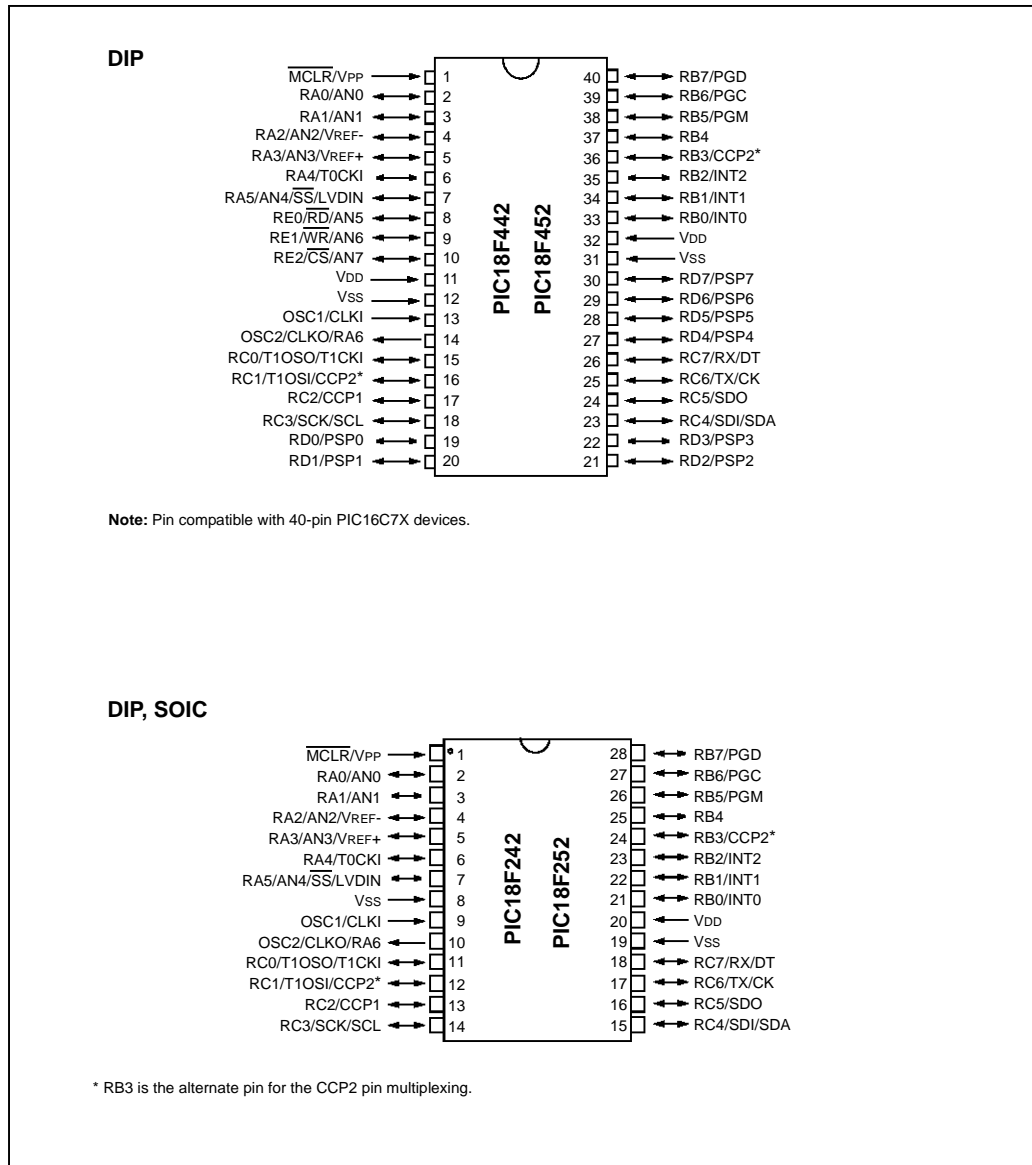 DIP
MCLR/VPP 1 40 RB7/PGD
RA0/AN0 2 39 RB6/PGC
RA1/AN1 3 38 RB5/PGM
RA2/AN2/VREF- 4 37 RB4
RA3/AN3/VREF+ 5 36 RB3/CCP2*
RA4/T0CKI 6 35 RB2/INT2
RA5/AN4/SS/LVDIN 7 34 RB1/INT1
RE0/RD/AN5 8 33 RB0/INT0
RE1/WR/AN6 9 32 VDD
RE2/CS/AN7 10 31 VSS
VDD 11 30 RD7/PSP7
VSS 12 29 RD6/PSP6
OSC1/CLKI 13 28 RD5/PSP5
OSC2/CLKO/RA6 14 27 RD4/PSP4
RC0/T1OSO/T1CKI 15 26 RC7/RX/DT
RC1/T1OSI/CCP2* 16 25 RC6/TX/CK
RC2/CCP1 17 24 RC5/SDO
RC3/SCK/SCL 18 23 RC4/SDI/SDA
RD0/PSP0 19 22 RD3/PSP3
RD1/PSP1 20 21 RD2/PSP2
PIC18F442
PIC18F452
Note: Pin compatible with 40-pin PIC16C7X devices.
DIP, SOIC
MCLR/VPP 1 28 RB7/PGD
RA0/AN0 2 27 RB6/PGC
RA1/AN1 3 26 RB5/PGM
RA2/AN2/VREF- 4 25 RB4
RA3/AN3/VREF+ 5 24 RB3/CCP2*
RA4/T0CKI 6 23 RB2/INT2
RA5/AN4/SS/LVDIN 7 22 RB1/INT1
VSS 8 21 RB0/INT0
OSC1/CLKI 9 20 VDD
OSC2/CLKO/RA6 10 19 VSS
RC0/T1OSO/T1CKI 11 18 RC7/RX/DT
RC1/T1OSI/CCP2* 12 17 RC6/TX/CK
RC2/CCP1 13 16 RC5/SDO
RC3/SCK/SCL 14 15 RC4/SDI/SDA
PIC18F242
PIC18F252
* RB3 is the alternate pin for the CCP2 pin multiplexing.